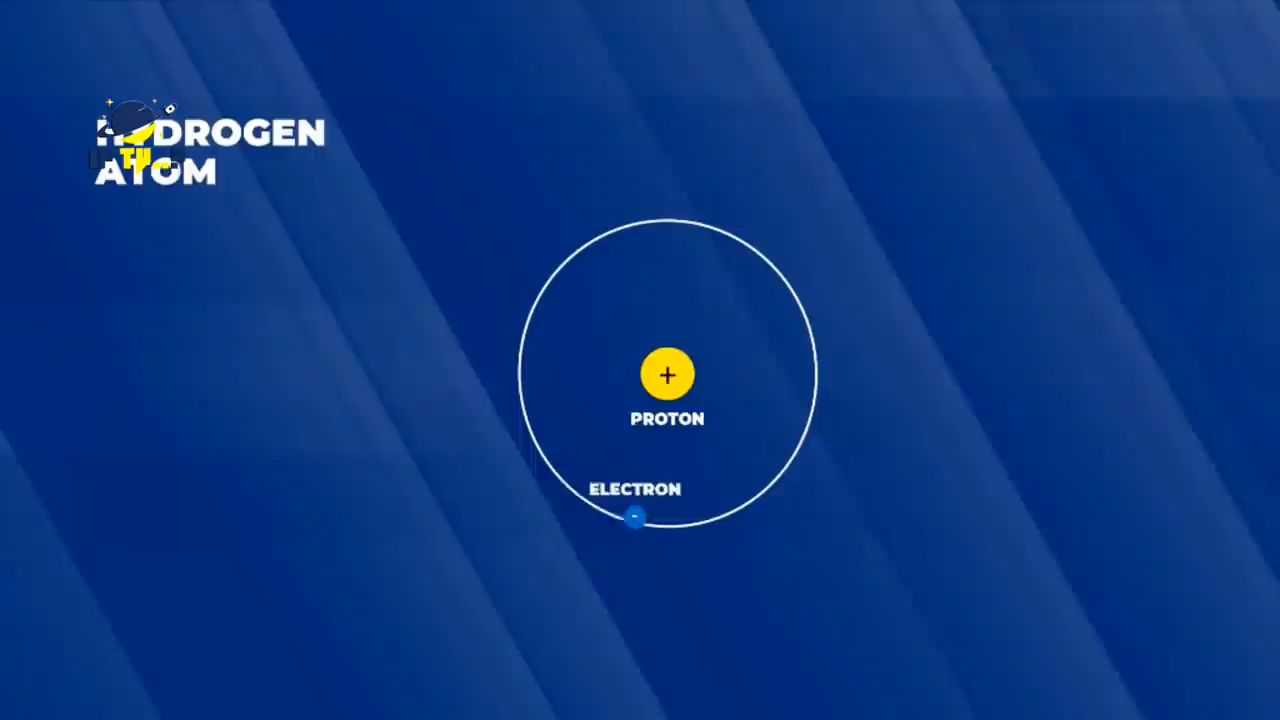 HYDROGEN
ATOM
+
PROTON
ELECTRON
-